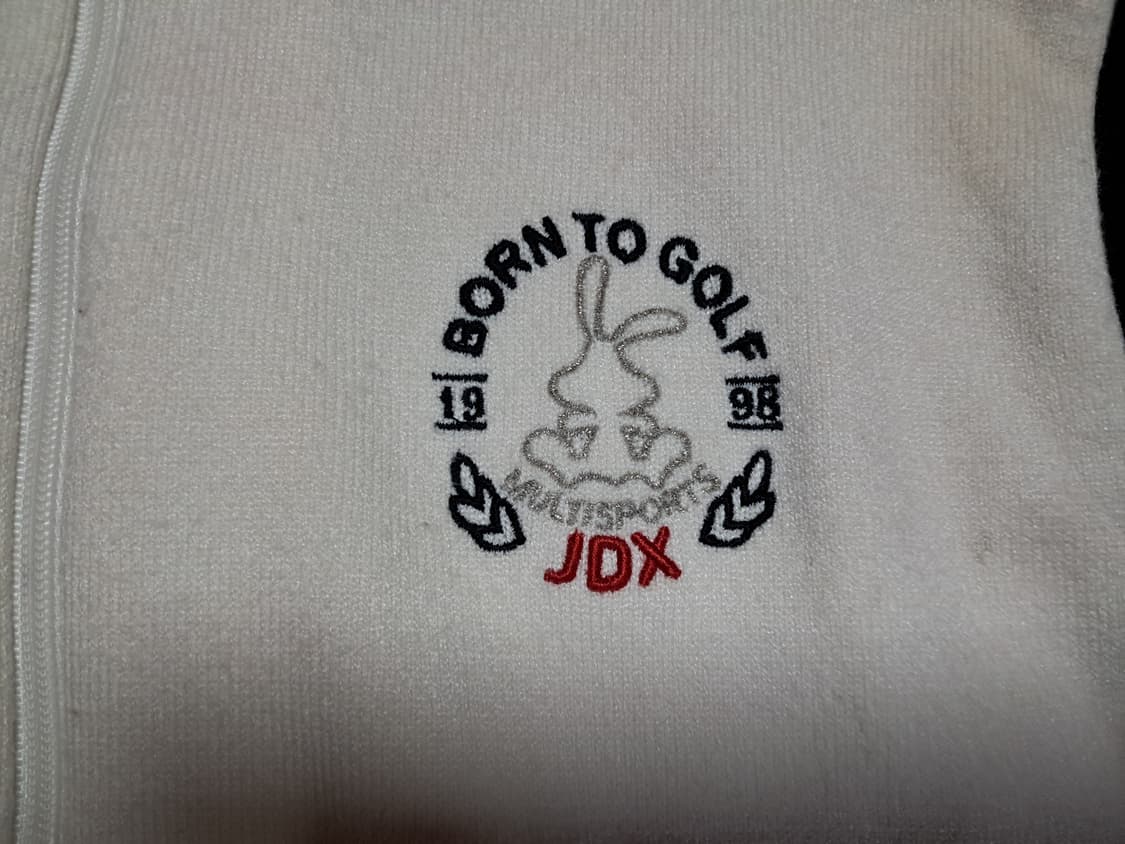 BORN TO GOLF
19 98
MULTISPORTS
JDX